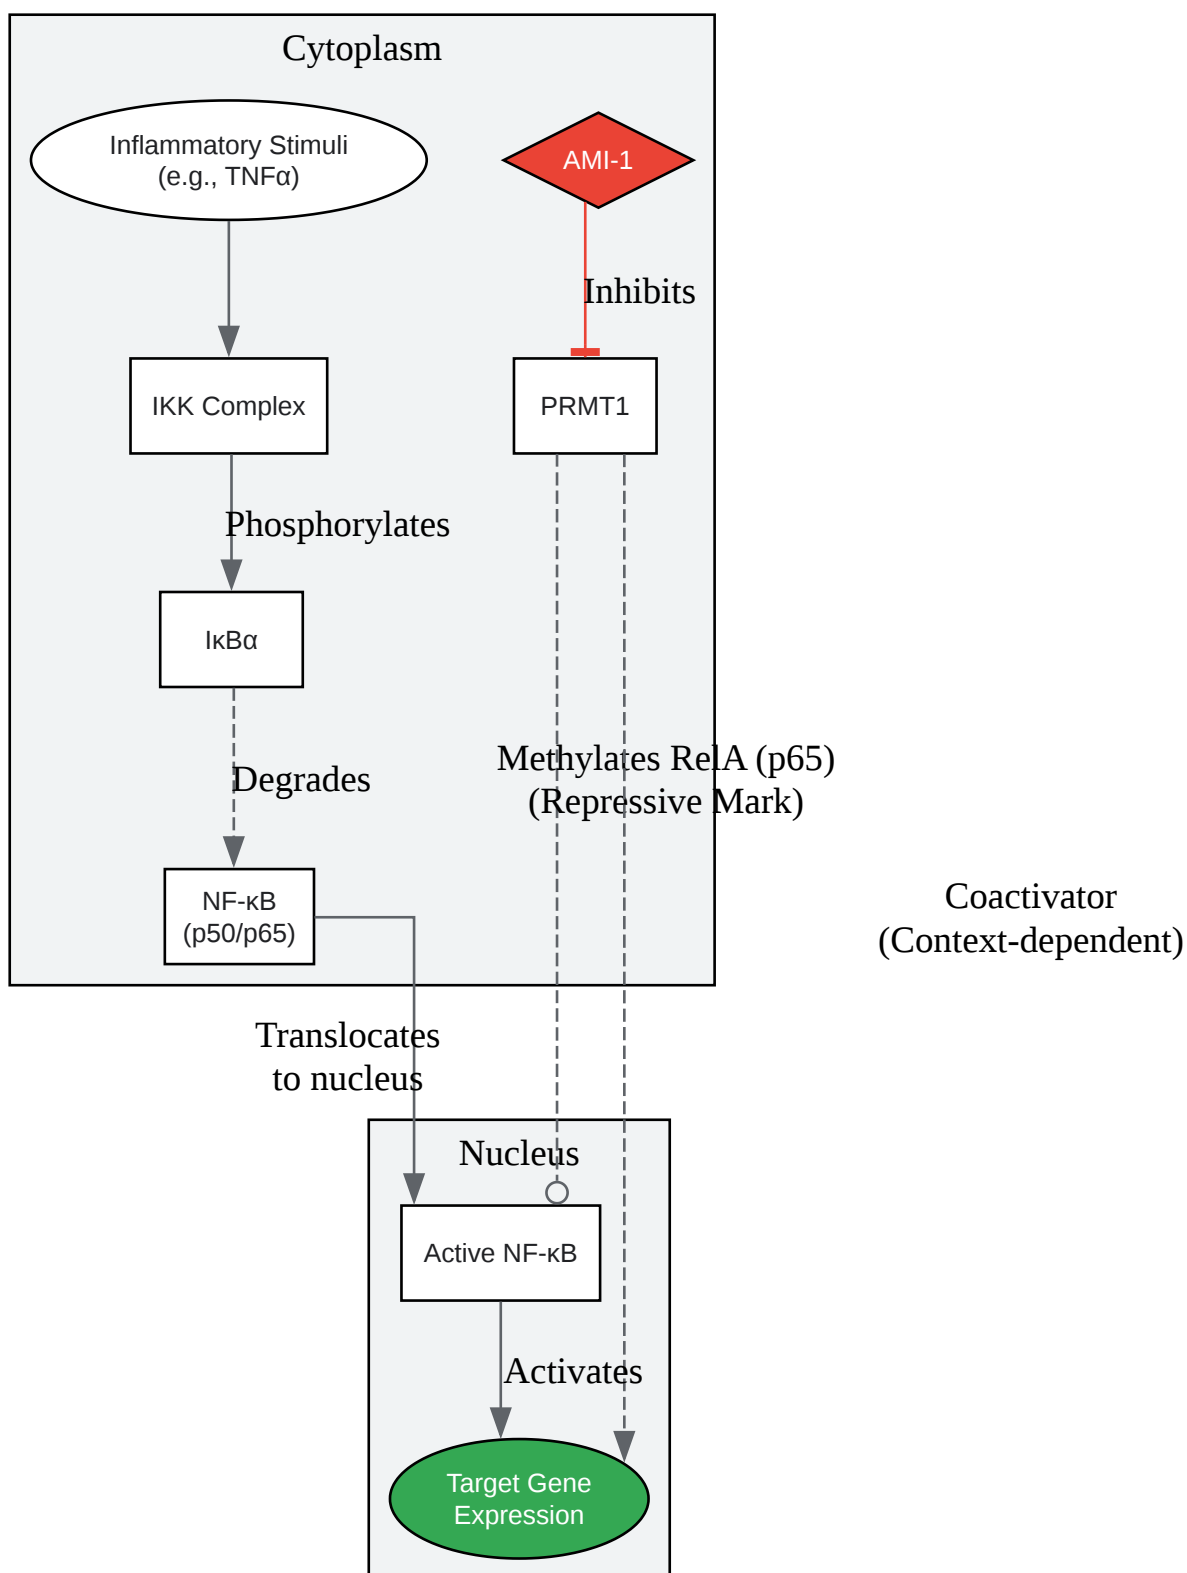 Cytoplasm
Inflammatory Stimuli
(e.g., TNFα)
AMI-1
Inhibits
IKK Complex
PRMT1
Phosphorylates
IκBα
Methylates RelA (p65)
(Repressive Mark)
Degrades
NF-κB
(p50/p65)
Coactivator
(Context-dependent)
Translocates
to nucleus
Nucleus
Active NF-κB
Activates
Target Gene
Expression